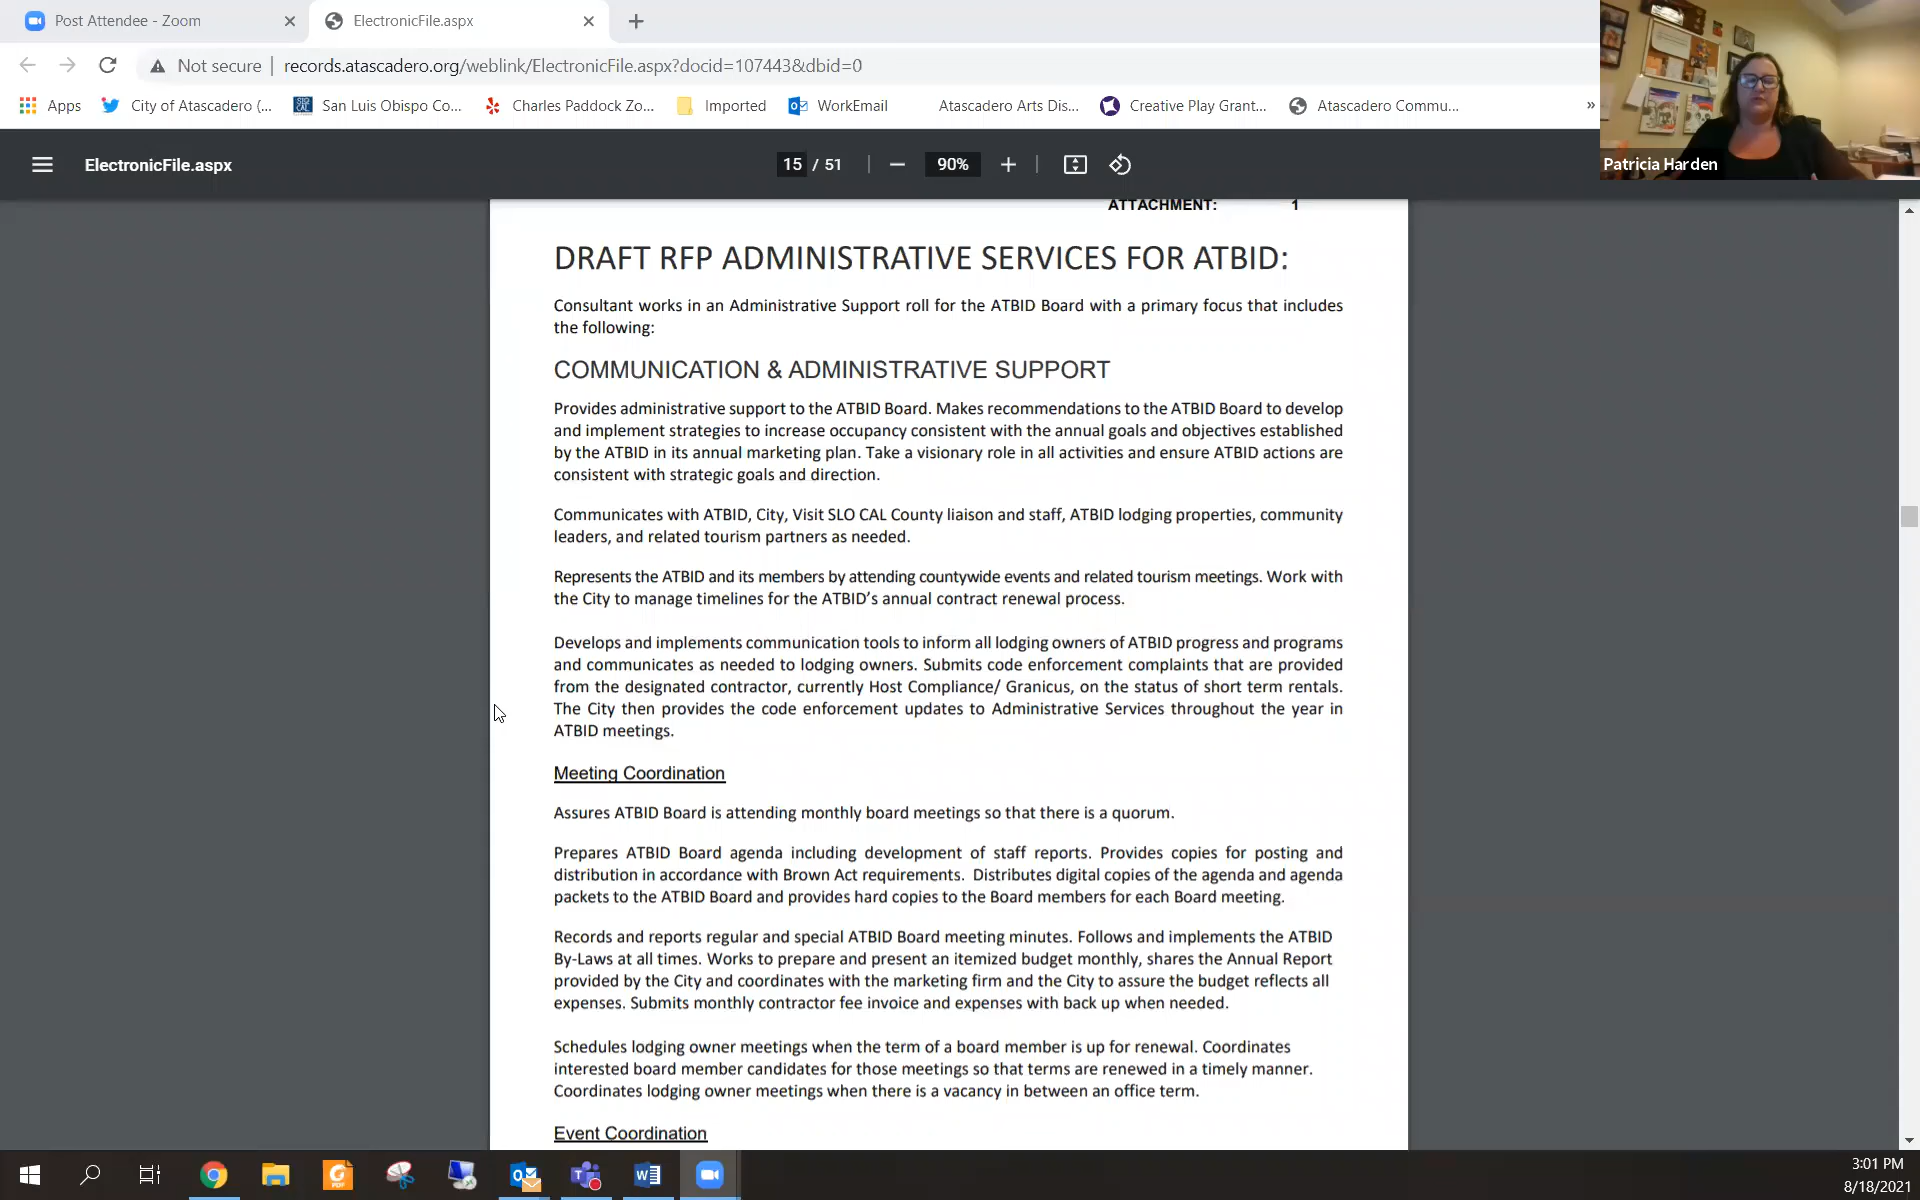 Post Attendee - Zoom
ElectronicFile.aspx
Not secure
records.atascadero.org/weblink/ElectronicFile.aspx?docid=107443&dbid=0
Apps
City of Atascadero (...
San Luis Obispo Co...
Charles Paddock Zo...
Imported
WorkEmail
Atascadero Arts Dis...
Creative Play Grant...
Atascadero Commu...
»
Patricia Harden
ElectronicFile.aspx
15 / 51
90%
ATTACHMENT: 1
DRAFT RFP ADMINISTRATIVE SERVICES FOR ATBID:
Consultant works in an Administrative Support roll for the ATBID Board with a primary focus that includes
the following:
COMMUNICATION & ADMINISTRATIVE SUPPORT
Provides administrative support to the ATBID Board. Makes recommendations to the ATBID Board to develop
and implement strategies to increase occupancy consistent with the annual goals and objectives established
by the ATBID in its annual marketing plan. Take a visionary role in all activities and ensure ATBID actions are
consistent with strategic goals and direction.
Communicates with ATBID, City, Visit SLO CAL County liaison and staff, ATBID lodging properties, community
leaders, and related tourism partners as needed.
Represents the ATBID and its members by attending countywide events and related tourism meetings. Work with
the City to manage timelines for the ATBID's annual contract renewal process.
Develops and implements communication tools to inform all lodging owners of ATBID progress and programs
and communicates as needed to lodging owners. Submits code enforcement complaints that are provided
from the designated contractor, currently Host Compliance/ Granicus, on the status of short term rentals.
The City then provides the code enforcement updates to Administrative Services throughout the year in
ATBID meetings.
Meeting Coordination
Assures ATBID Board is attending monthly board meetings so that there is a quorum.
Prepares ATBID Board agenda including development of staff reports. Provides copies for posting and
distribution in accordance with Brown Act requirements. Distributes digital copies of the agenda and agenda
packets to the ATBID Board and provides hard copies to the Board members for each Board meeting.
Records and reports regular and special ATBID Board meeting minutes. Follows and implements the ATBID
By-Laws at all times. Works to prepare and present an itemized budget monthly, shares the Annual Report
provided by the City and coordinates with the marketing firm and the City to assure the budget reflects all
expenses. Submits monthly contractor fee invoice and expenses with back up when needed.
Schedules lodging owner meetings when the term of a board member is up for renewal. Coordinates
interested board member candidates for those meetings so that terms are renewed in a timely manner.
Coordinates lodging owner meetings when there is a vacancy in between an office term.
Event Coordination
3:01 PM
8/18/2021